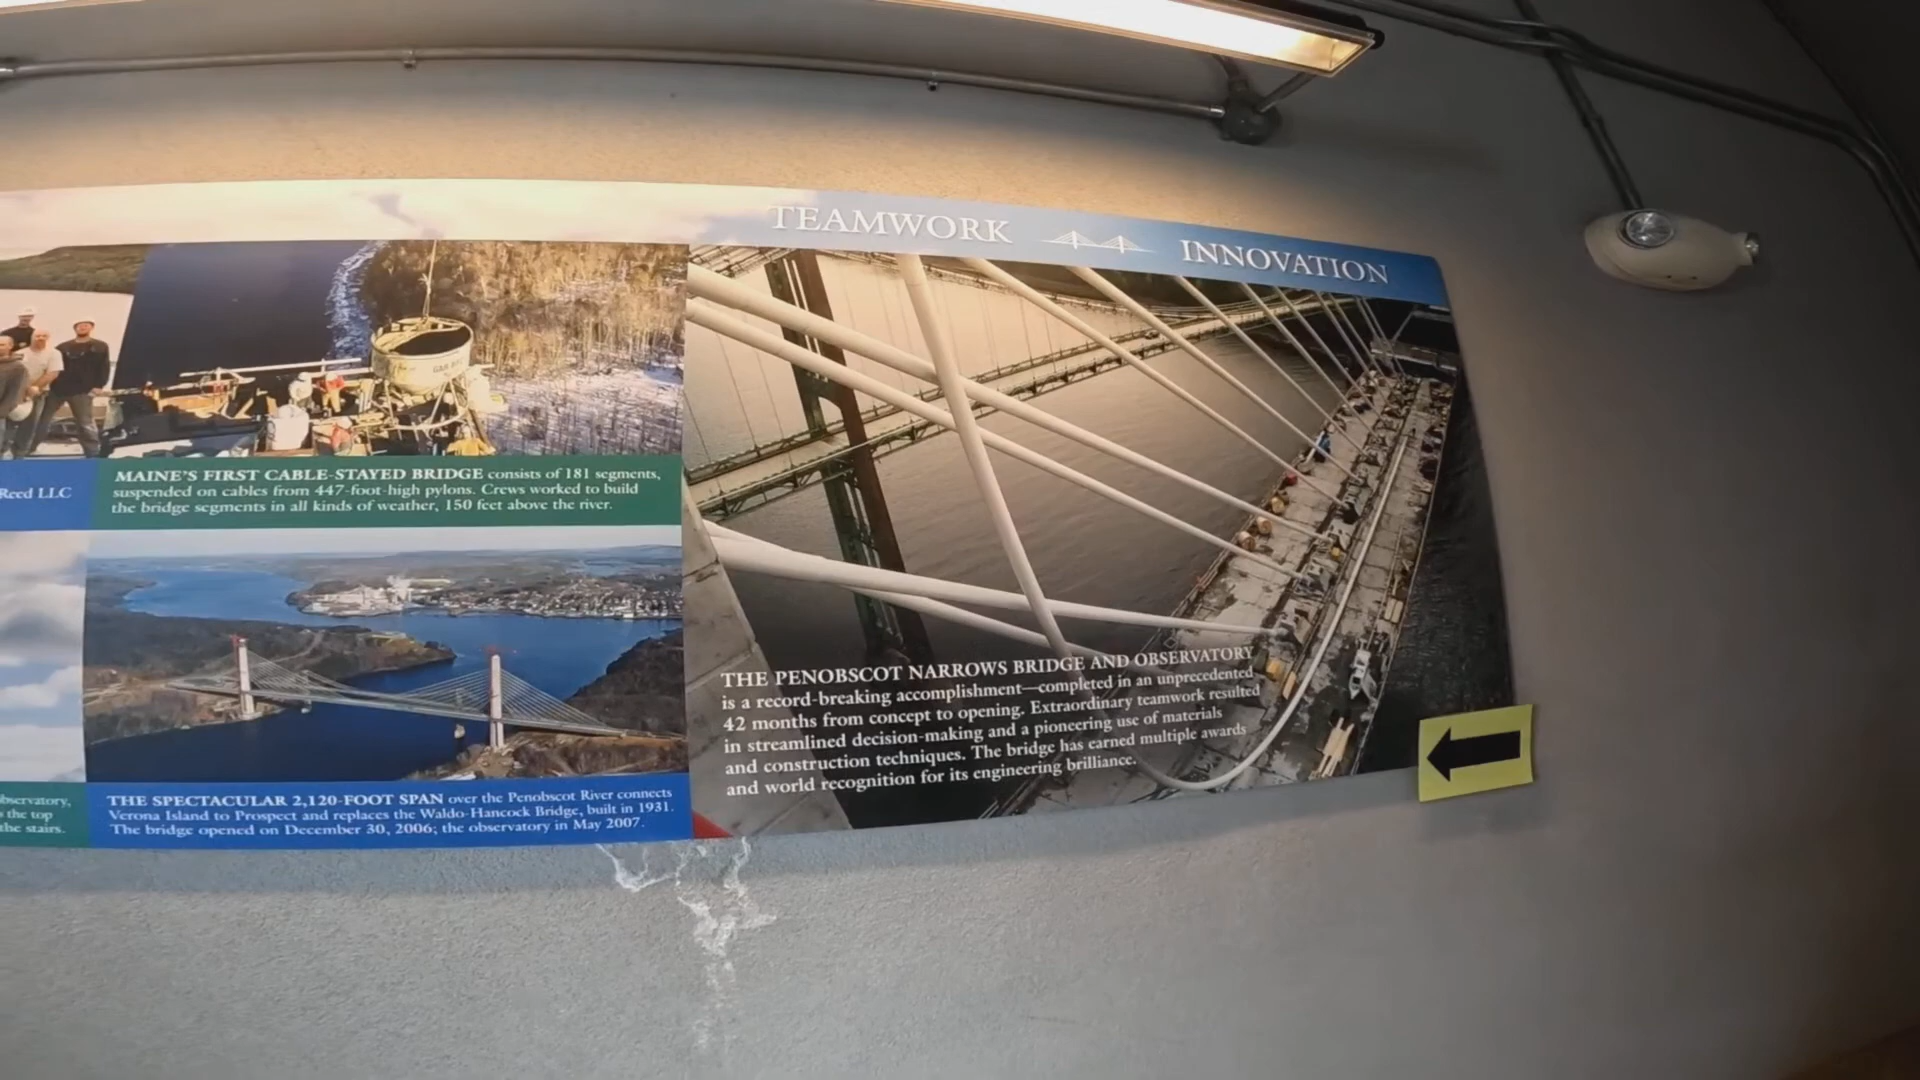 TEAMWORK INNOVATION
Reed LLC
MAINE'S FIRST CABLE-STAYED BRIDGE consists of 181 segments,
suspended on cables from 447-foot-high pylons. Crews worked to build
the bridge segments in all kinds of weather, 150 feet above the river.
THE PENOBSCOT NARROWS BRIDGE AND OBSERVATORY
is a record-breaking accomplishment—completed in an unprecedented
42 months from concept to opening. Extraordinary teamwork resulted
in streamlined decision-making and a pioneering use of materials
and construction techniques. The bridge has earned multiple awards
and world recognition for its engineering brilliance.
the top
the stairs.
THE SPECTACULAR 2,120-FOOT SPAN over the Penobscot River connects
Verona Island to Prospect and replaces the Waldo-Hancock Bridge, built in 1931.
The bridge opened on December 30, 2006; the observatory in May 2007.